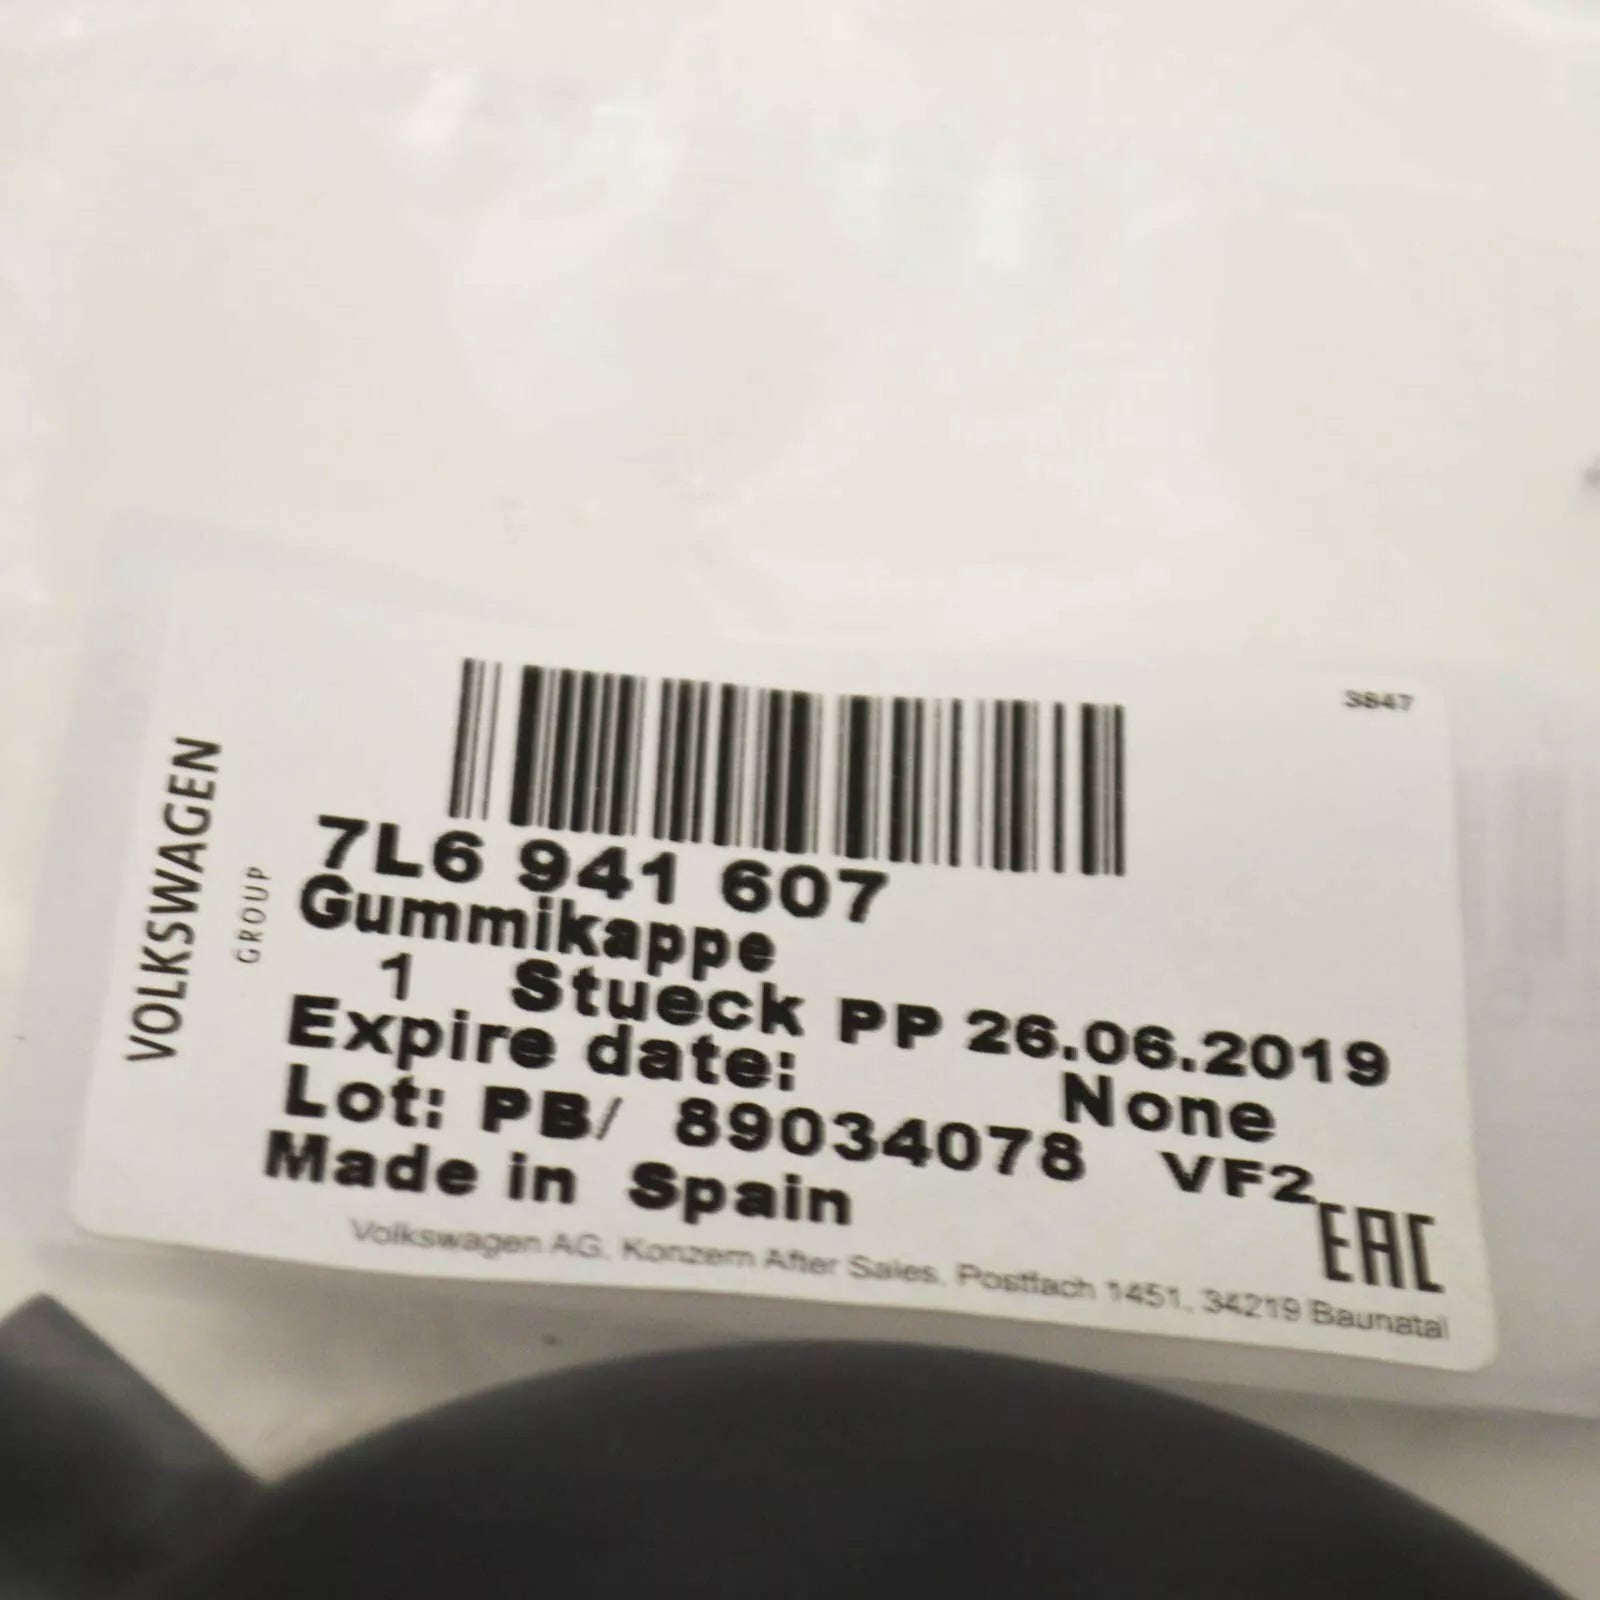 3847
VOLKSWAGEN
GROUP
7L6 941 607
Gummikappe
1 Stueck PP 26.06.2019
Expire date: None
Lot: PB/ 89034078 VF2
Made in Spain
EAC
Volkswagen AG, Konzern After Sales, Postfach 1451, 34219 Baunatal